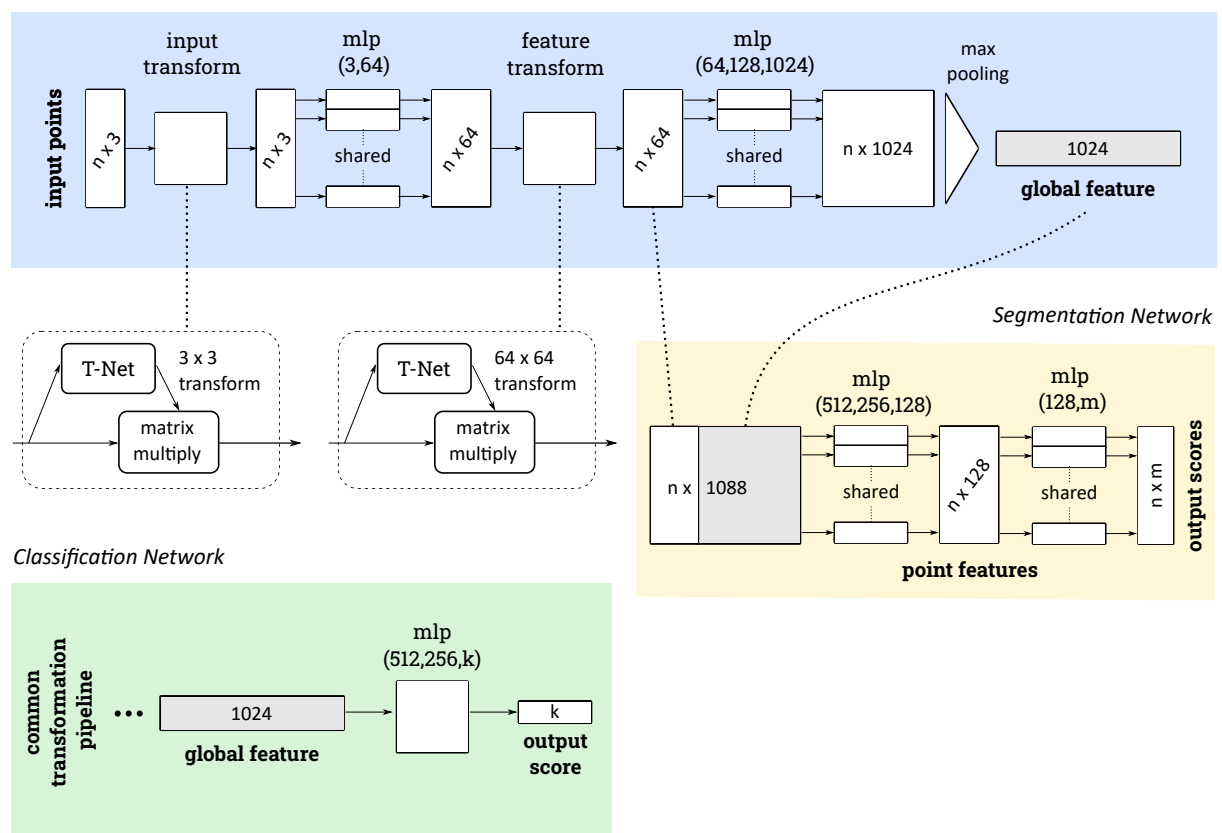 input
transform
mlp
(3,64)
feature
transform
mlp
(64,128,1024)
max
pooling
input points
n x 3
n x 3
shared
n x 64
n x 64
shared
n x 1024
1024
global feature
Segmentation Network
T-Net
3 x 3
transform
matrix
multiply
T-Net
64 x 64
transform
matrix
multiply
mlp
(512,256,128)
mlp
(128,m)
n x 1088
shared
n x 128
shared
n x m
output scores
point features
Classification Network
common
transformation
pipeline
•••
1024
global feature
mlp
(512,256,k)
k
output
score